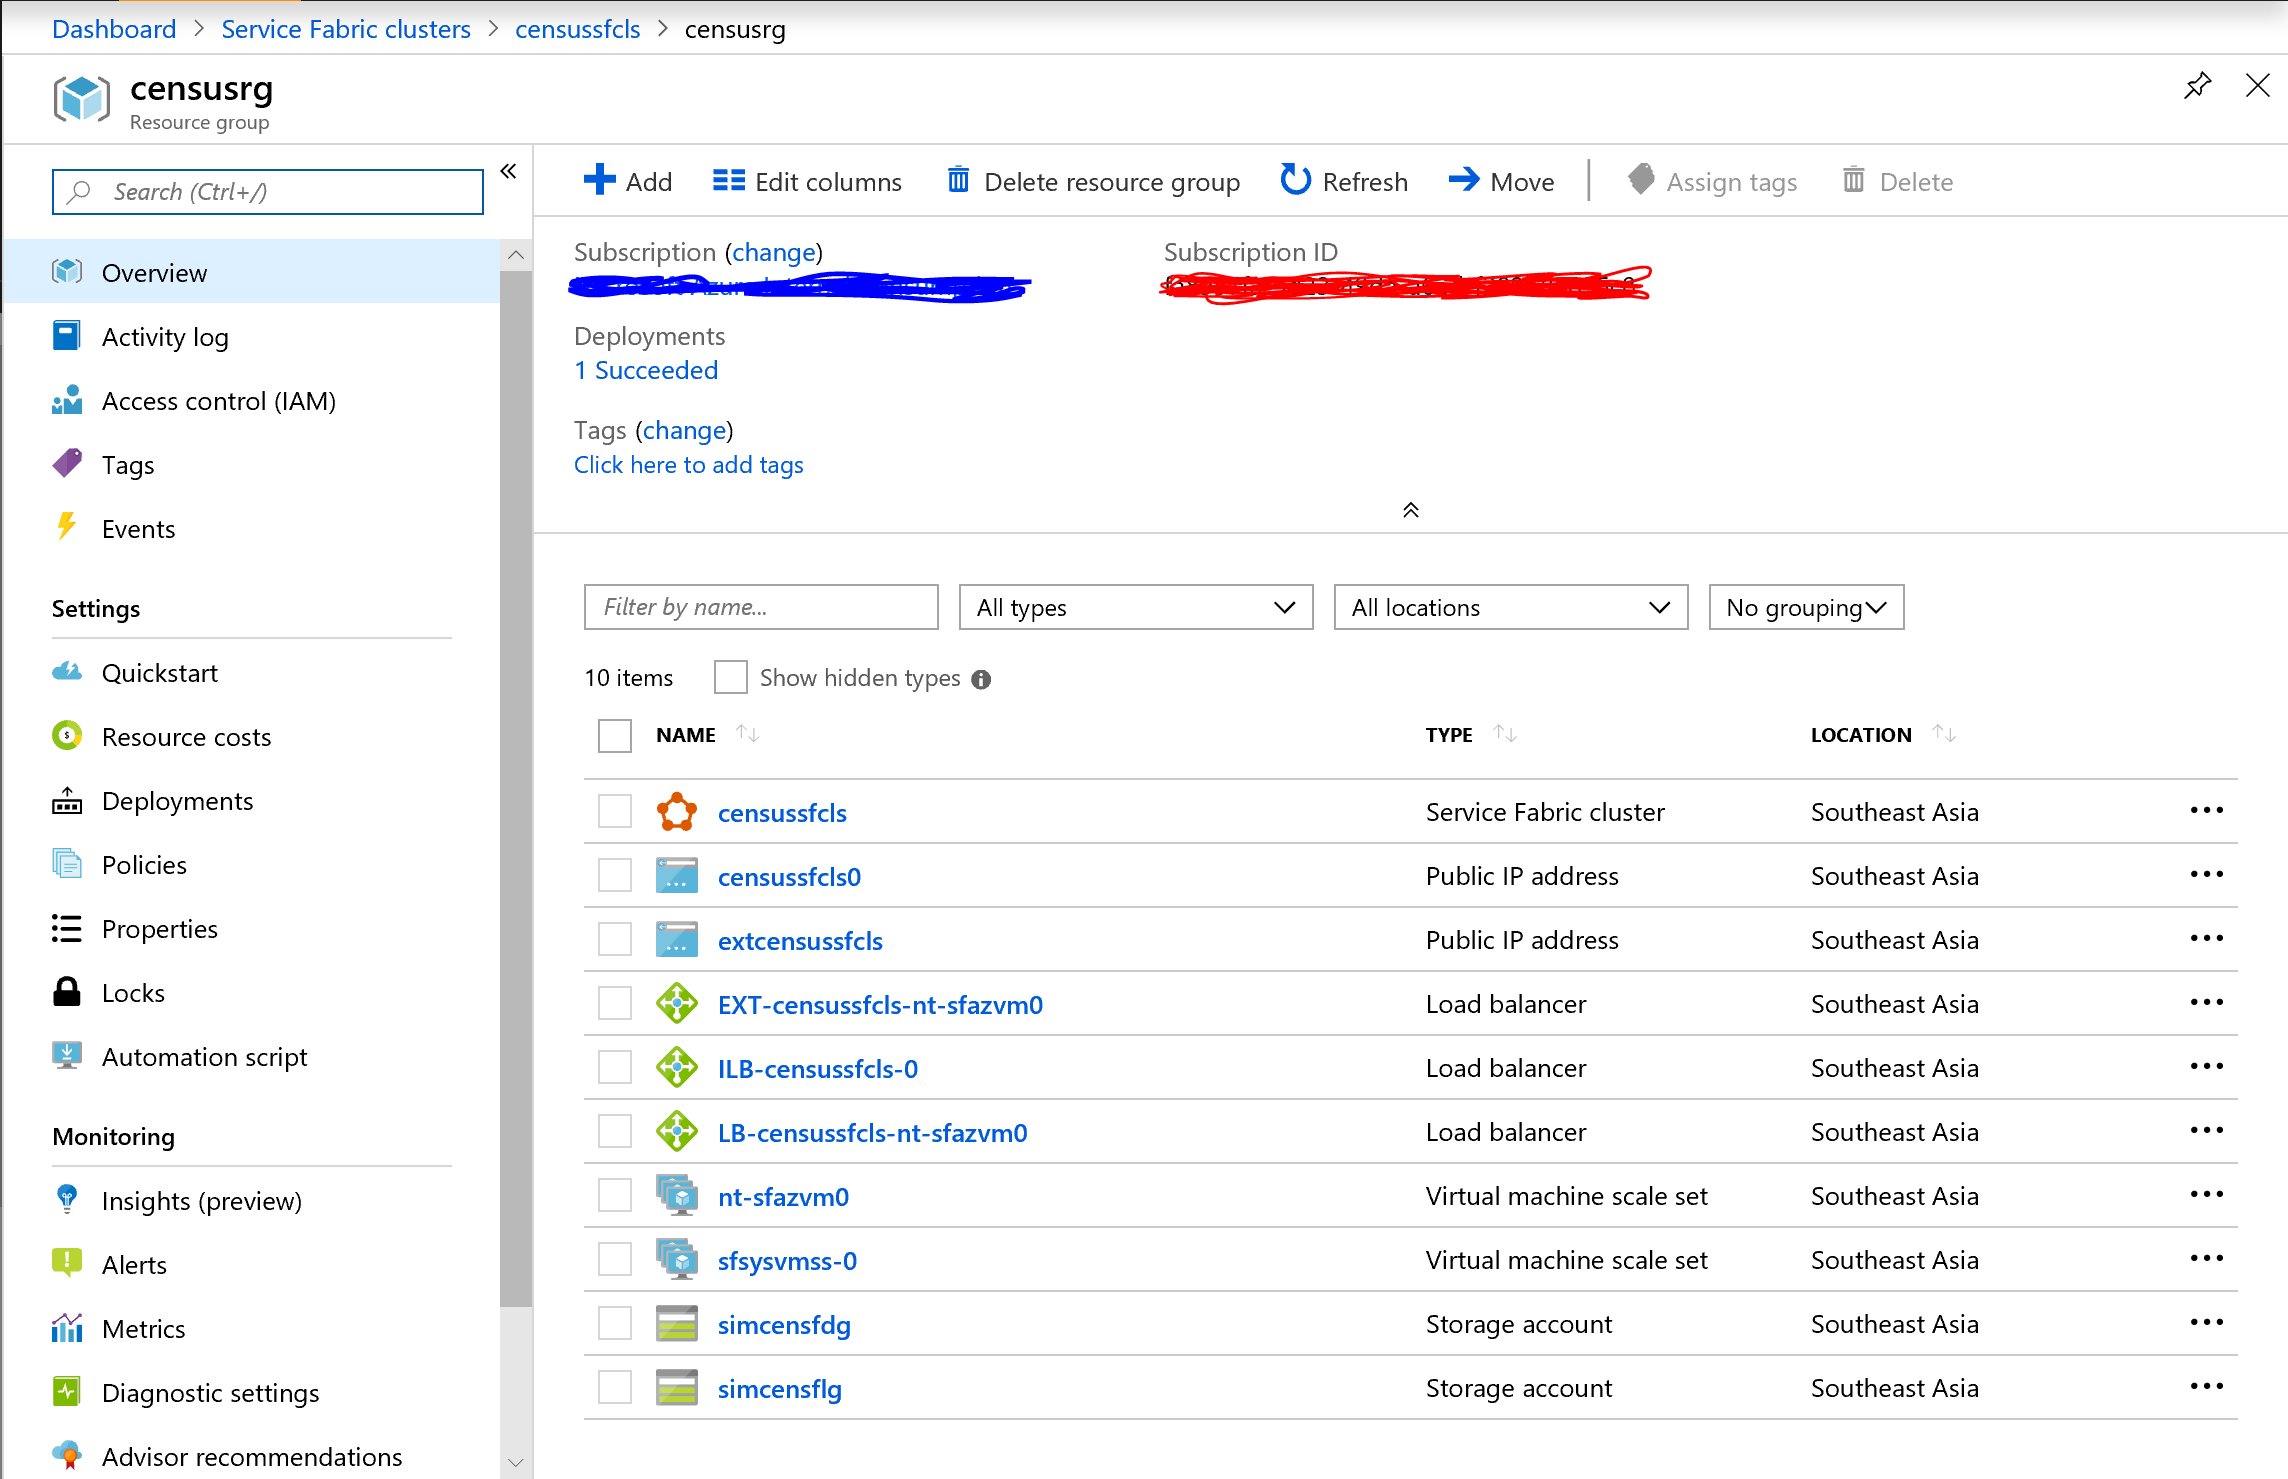 Dashboard > Service Fabric clusters > censussfcls > censusrg
censusrg
Resource group
Search (Ctrl+/)
Overview
Activity log
Access control (IAM)
Tags
Events
Settings
Quickstart
Resource costs
Deployments
Policies
Properties
Locks
Automation script
Monitoring
Insights (preview)
Alerts
Metrics
Diagnostic settings
Advisor recommendations
Add Edit columns Delete resource group Refresh Move Assign tags Delete
Subscription (change) Subscription ID
Deployments
1 Succeeded
Tags (change)
Click here to add tags
Filter by name... All types All locations No grouping
10 items Show hidden types
NAME TYPE LOCATION
censussfcls Service Fabric cluster Southeast Asia
censussfcls0 Public IP address Southeast Asia
extcensussfcls Public IP address Southeast Asia
EXT-censussfcls-nt-sfazvm0 Load balancer Southeast Asia
ILB-censussfcls-0 Load balancer Southeast Asia
LB-censussfcls-nt-sfazvm0 Load balancer Southeast Asia
nt-sfazvm0 Virtual machine scale set Southeast Asia
sfsysvmss-0 Virtual machine scale set Southeast Asia
simcensfdg Storage account Southeast Asia
simcensflg Storage account Southeast Asia